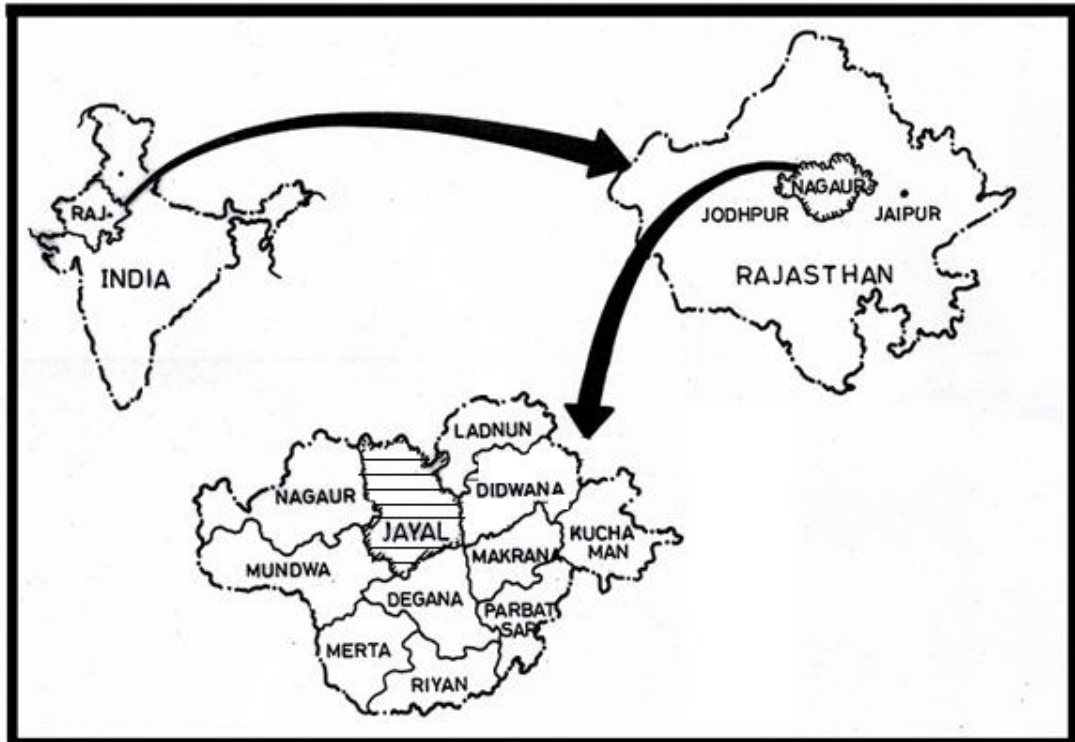 RAJ.
INDIA
NAGAUR
JODHPUR
JAIPUR
RAJASTHAN
LADNUN
NAGAUR
DIDWANA
JAYAL
KUCHA
MAN
MAKRANA
MUNDWA
DEGANA
PARBAT
SAR
MERTA
RIYAN